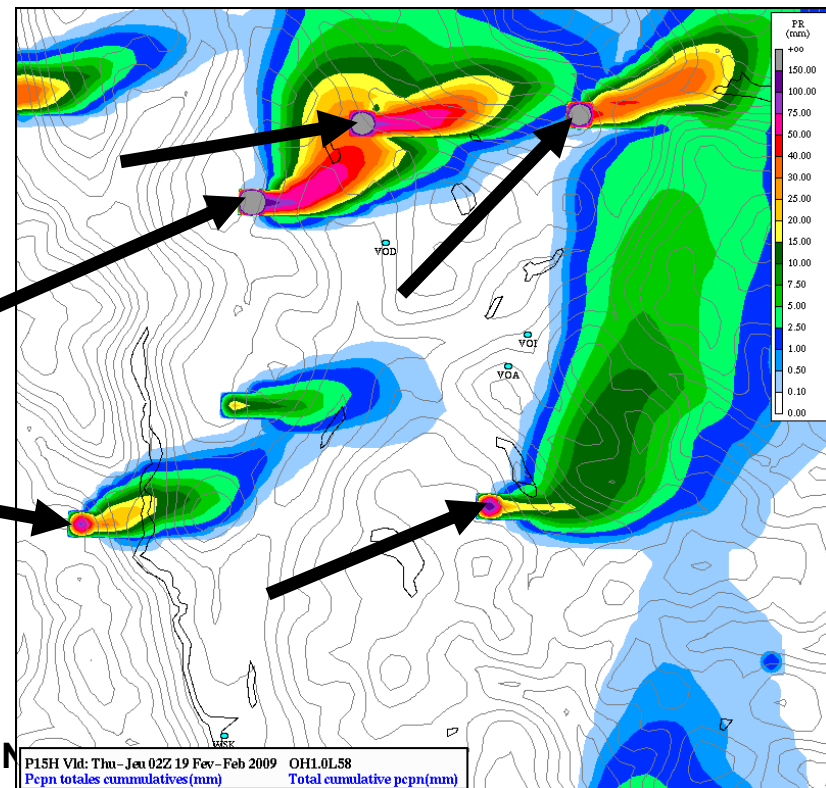 PR
(mm)
+oo
150.00
100.00
75.00
50.00
40.00
30.00
25.00
20.00
15.00
10.00
7.50
5.00
2.50
1.00
0.50
0.10
0.00
VOD
VOI
VOA
WSK
N
P15H Vld: Thu-Jeu 02Z 19 Fev-Feb 2009 OH1.0L58
Pcpn totales cummulatives(mm) Total cumulative pcpn(mm)